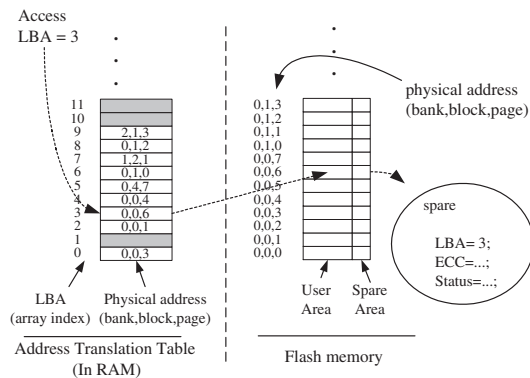 Access
LBA = 3
11
10
9 2,1,3
8 0,1,2
7 1,2,1
6 0,1,0
5 0,4,7
4 0,0,4
3 0,0,6
2 0,0,1
1
0 0,0,3
LBA
(array index)
Physical address
(bank,block,page)
Address Translation Table
(In RAM)
physical address
(bank,block,page)
0,1,3
0,1,2
0,1,1
0,1,0
0,0,7
0,0,6
0,0,5
0,0,4
0,0,3
0,0,2
0,0,1
0,0,0
User
Area
Spare
Area
Flash memory
spare
LBA= 3;
ECC=...;
Status=...;